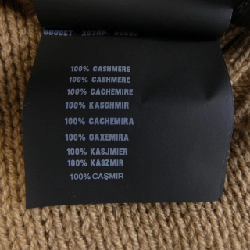 100% CASHMERE
100% CASHMERE
100% CACHEMIRE
100% KASCHMIR
100% CACHEMIRA
100% CAXEMIRA
100% KASJMIER
100% KASZMIR
100% CAŞMIR